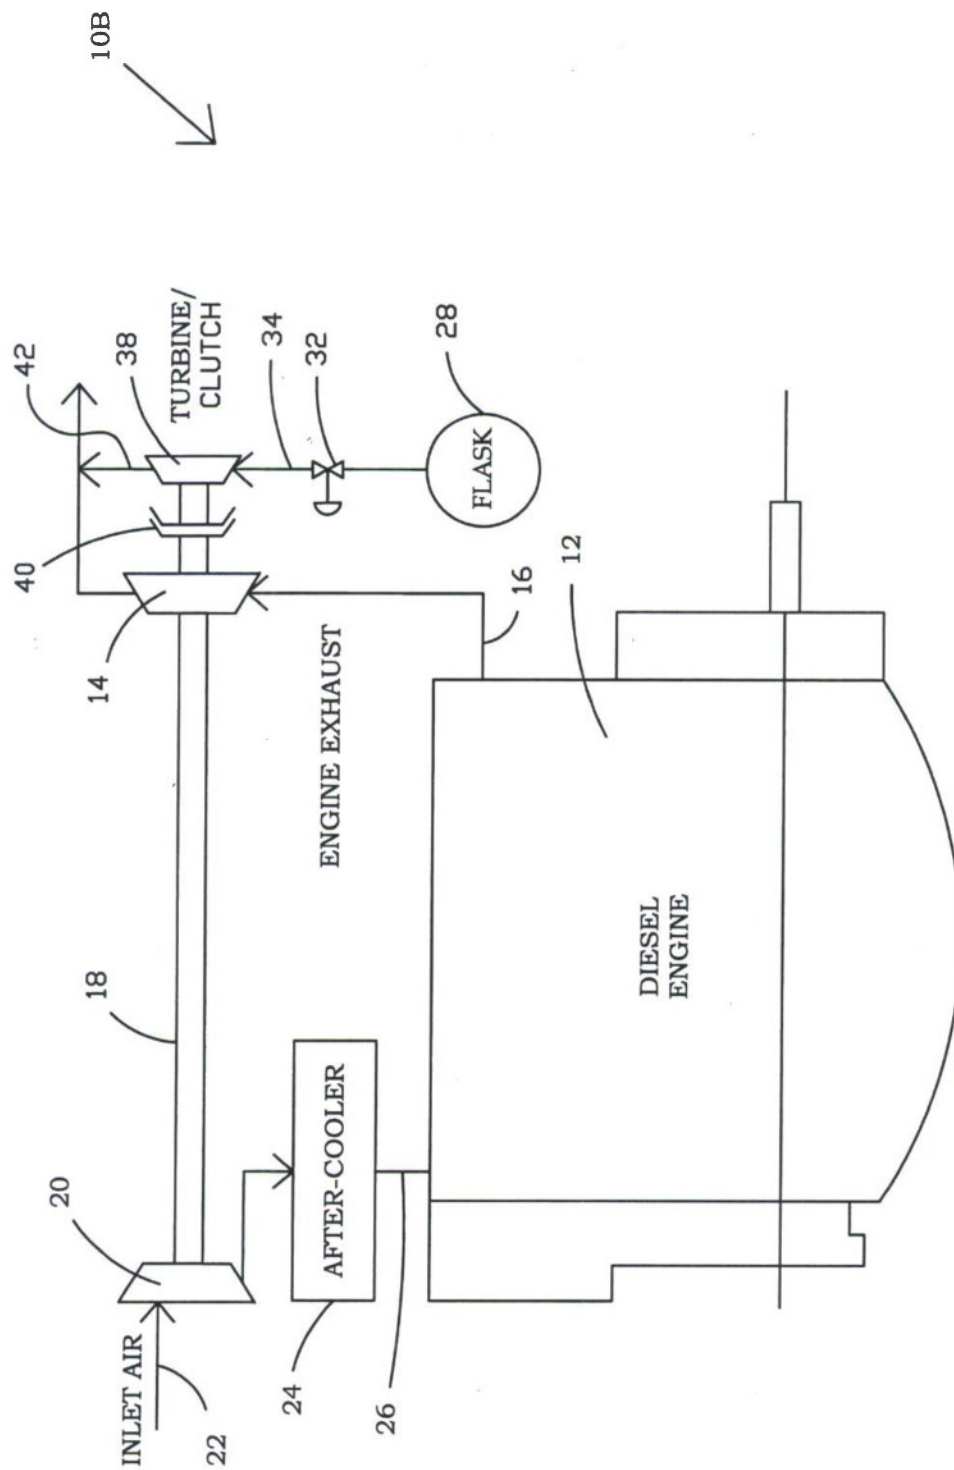 10B
42
38
TURBINE/
CLUTCH
34
32
28
FLASK
40
14
16
12
ENGINE EXHAUST
18
DIESEL
ENGINE
20
AFTER-COOLER
INLET AIR
22
24
26